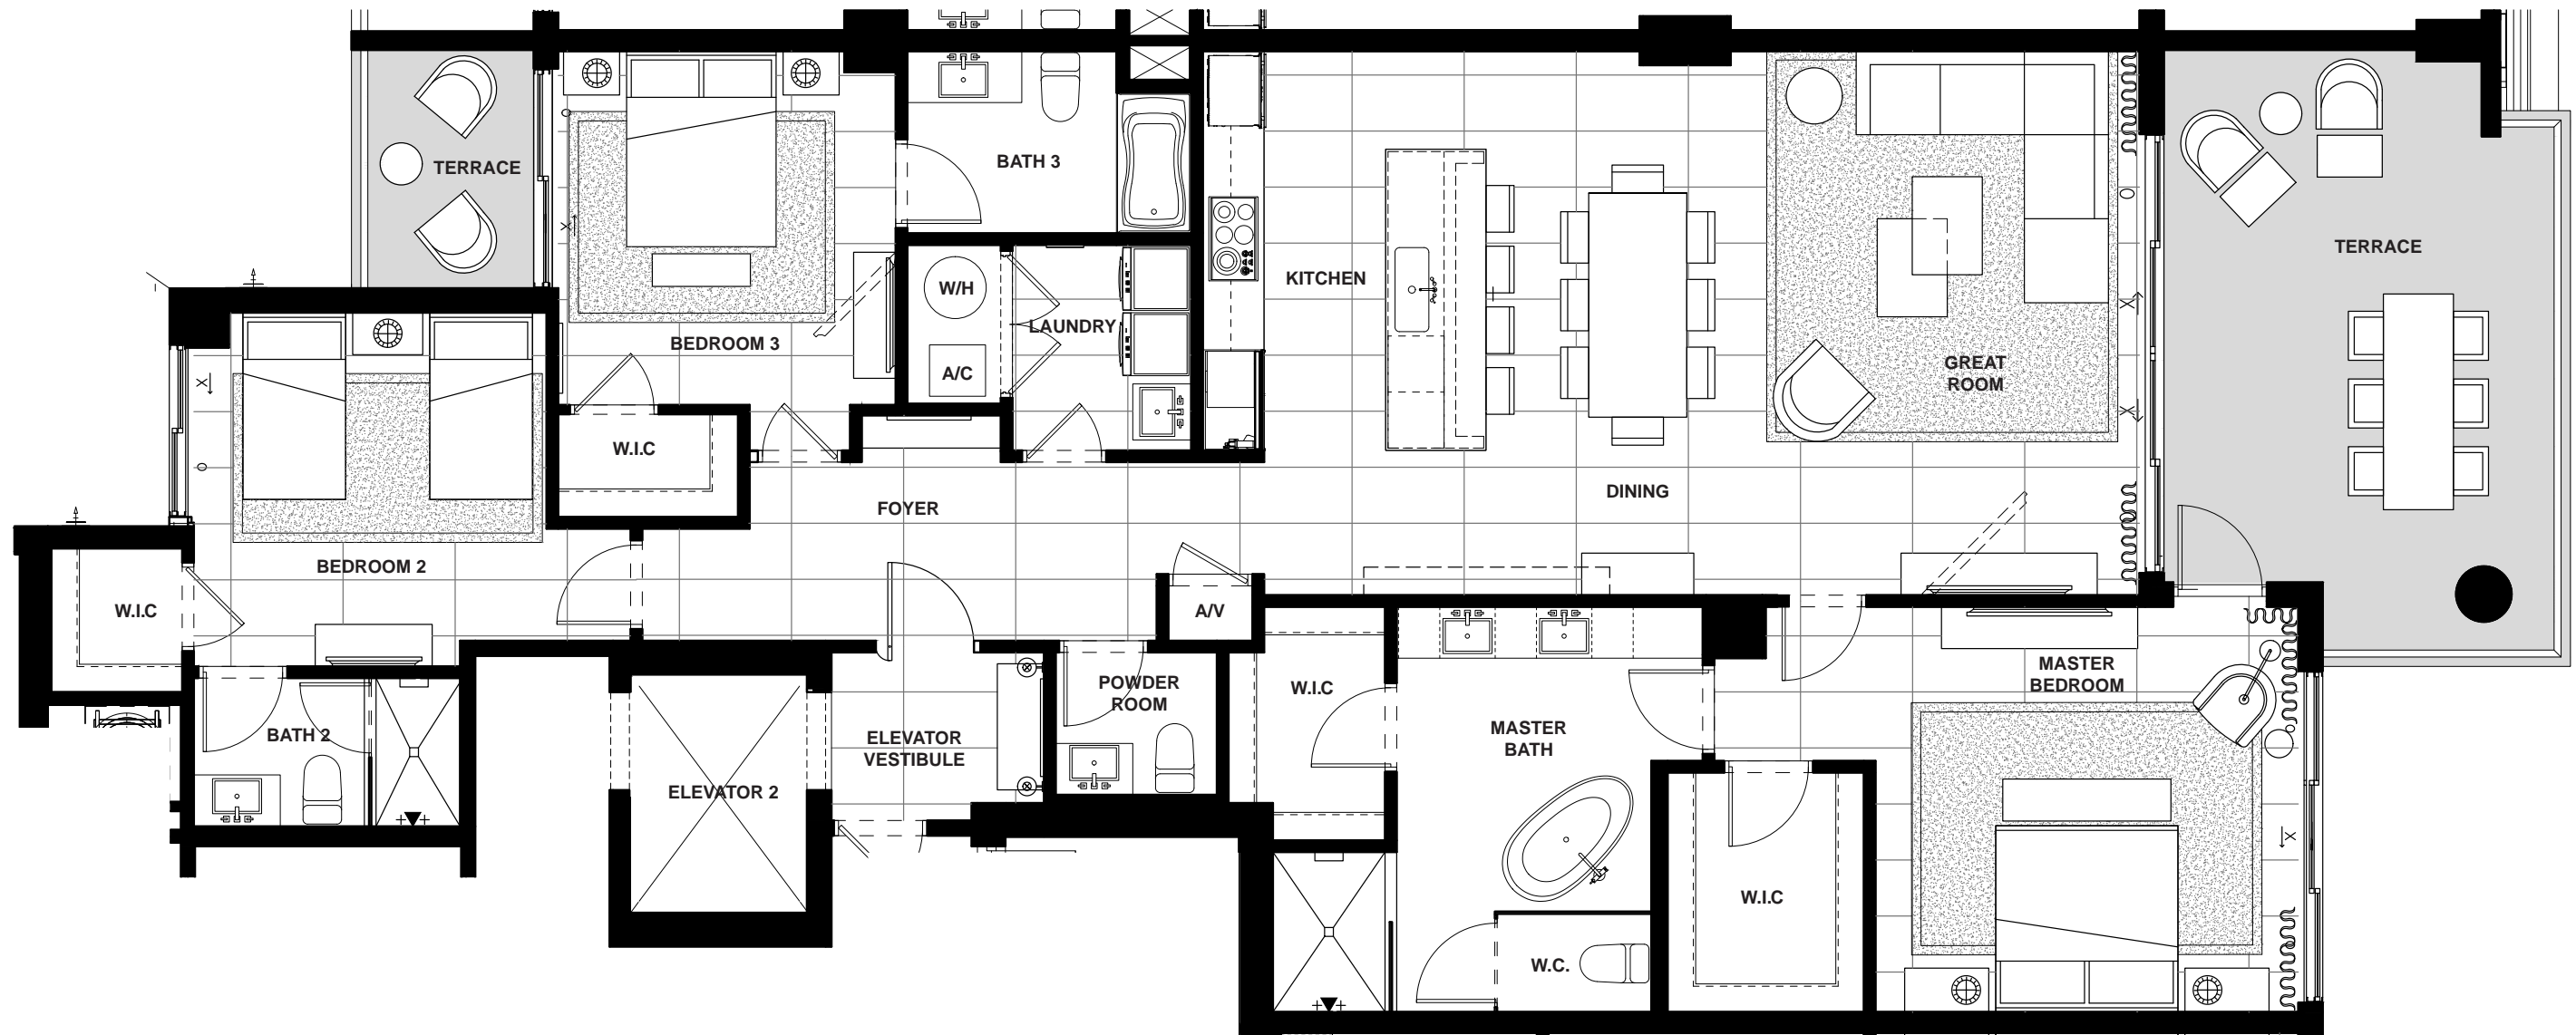 TERRACE
BATH 3
W/H
LAUNDRY
A/C
BEDROOM 3
KITCHEN
GREAT
ROOM
TERRACE
X
O
X
X
O
X
O
X
O
W.I.C
FOYER
DINING
BEDROOM 2
W.I.C
A/V
BATH 2
ELEVATOR 2
ELEVATOR
VESTIBULE
POWDER
ROOM
W.I.C
MASTER
BATH
MASTER
BEDROOM
X
W.I.C
W.C.